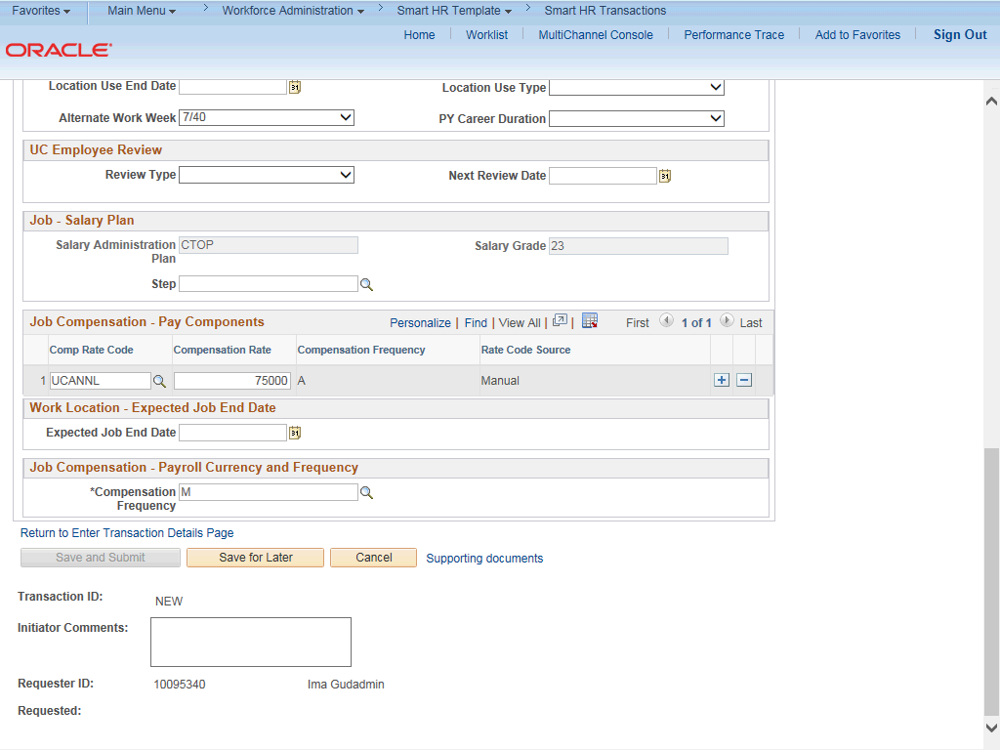 Favorites Main Menu > Workforce Administration > Smart HR Template > Smart HR Transactions
Home Worklist MultiChannel Console Performance Trace Add to Favorites Sign Out
ORACLE
Location Use End Date 31 Location Use Type
Alternate Work Week 7/40 PY Career Duration
UC Employee Review
Review Type Next Review Date 31
Job - Salary Plan
Salary Administration Plan CTOP Salary Grade 23
Step
Job Compensation - Pay Components Personalize | Find | View All | | First 1 of 1 Last
Comp Rate Code Compensation Rate Compensation Frequency Rate Code Source
1 UCANNL 75000 A Manual
Work Location - Expected Job End Date
Expected Job End Date 31
Job Compensation - Payroll Currency and Frequency
*Compensation Frequency M
Return to Enter Transaction Details Page
Save and Submit Save for Later Cancel Supporting documents
Transaction ID: NEW
Initiator Comments:
Requester ID: 10095340 Ima Gudadmin
Requested: